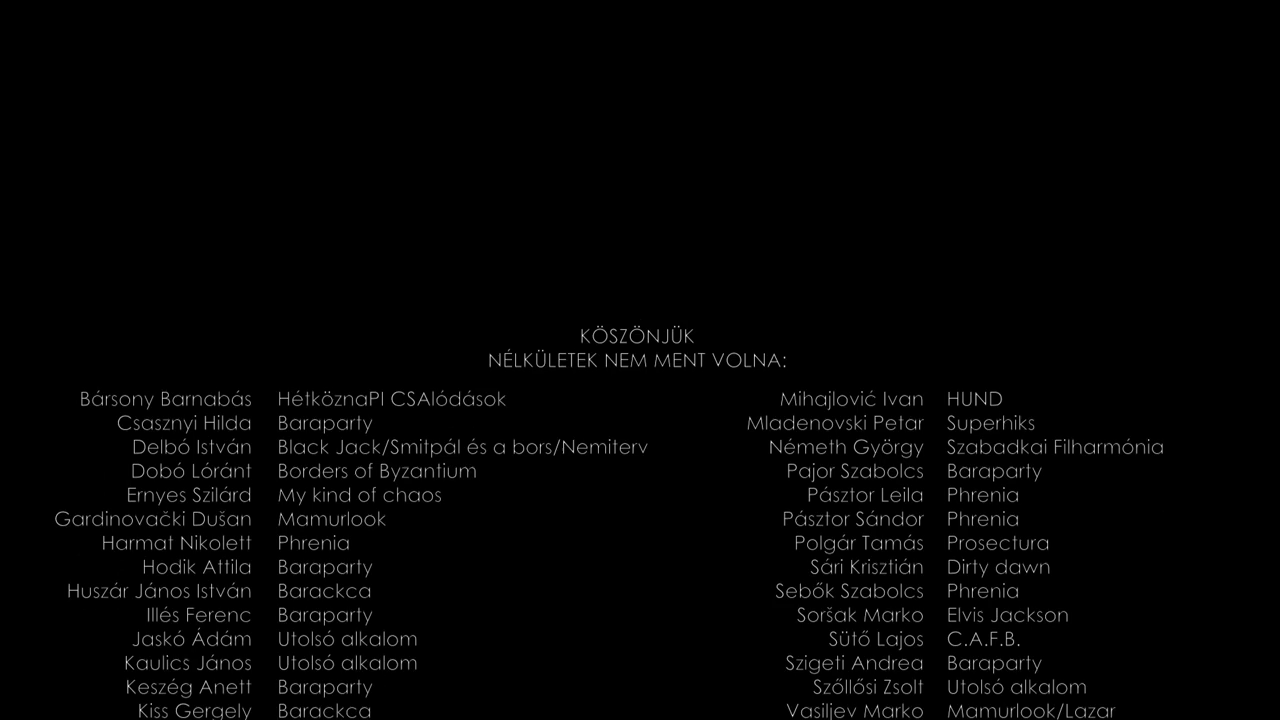 KÖSZÖNJÜK
NÉLKÜLETEK NEM MENT VOLNA:
Bársony Barnabás HétköznaPI CSAlódások
Csasznyi Hilda Baraparty
Delbó István Black Jack/Smitpál és a bors/Nemiterv
Dobó Lóránt Borders of Byzantium
Ernyes Szilárd My kind of chaos
Gardinovački Dušan Mamurlook
Harmat Nikolett Phrenia
Hodik Attila Baraparty
Huszár János István Barackca
Illés Ferenc Baraparty
Jaskó Ádám Utolsó alkalom
Kaulics János Utolsó alkalom
Keszég Anett Baraparty
Kiss Gergely Barackca
Mihajlović Ivan HUND
Mladenovski Petar Superhiks
Németh György Szabadkai Filharmónia
Pajor Szabolcs Baraparty
Pásztor Leila Phrenia
Pásztor Sándor Phrenia
Polgár Tamás Prosectura
Sári Krisztián Dirty dawn
Sebők Szabolcs Phrenia
Soršak Marko Elvis Jackson
Sütő Lajos C.A.F.B.
Szigeti Andrea Baraparty
Szőllősi Zsolt Utolsó alkalom
Vasiljev Marko Mamurlook/Lazar